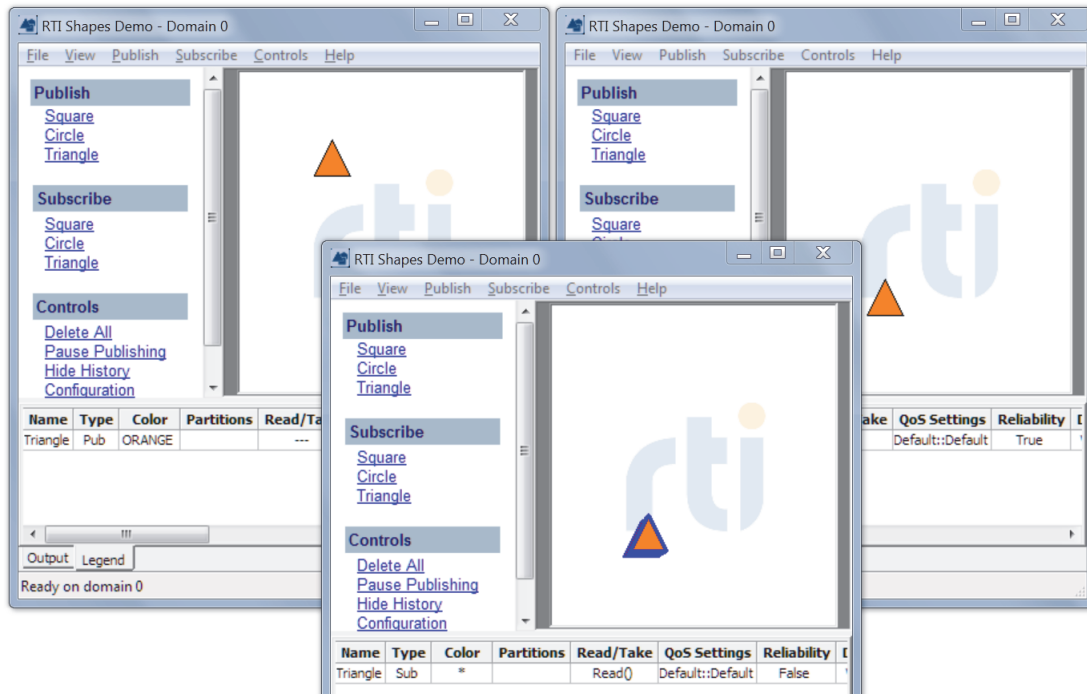 RTI Shapes Demo - Domain 0
File View Publish Subscribe Controls Help
Publish
Square
Circle
Triangle
Subscribe
Square
Circle
Triangle
Controls
Delete All
Pause Publishing
Hide History
Configuration
rti
Name Type Color Partitions Read/Ta
Triangle Pub ORANGE ---
Output Legend
Ready on domain 0
RTI Shapes Demo - Domain 0
File View Publish Subscribe Controls Help
Publish
Square
Circle
Triangle
Subscribe
Square
rti
ake QoS Settings Reliability
Default::Default True
RTI Shapes Demo - Domain 0
File View Publish Subscribe Controls Help
Publish
Square
Circle
Triangle
Subscribe
Square
Circle
Triangle
Controls
Delete All
Pause Publishing
Hide History
Configuration
rti
Name Type Color Partitions Read/Take QoS Settings Reliability
Triangle Sub * Read() Default::Default False